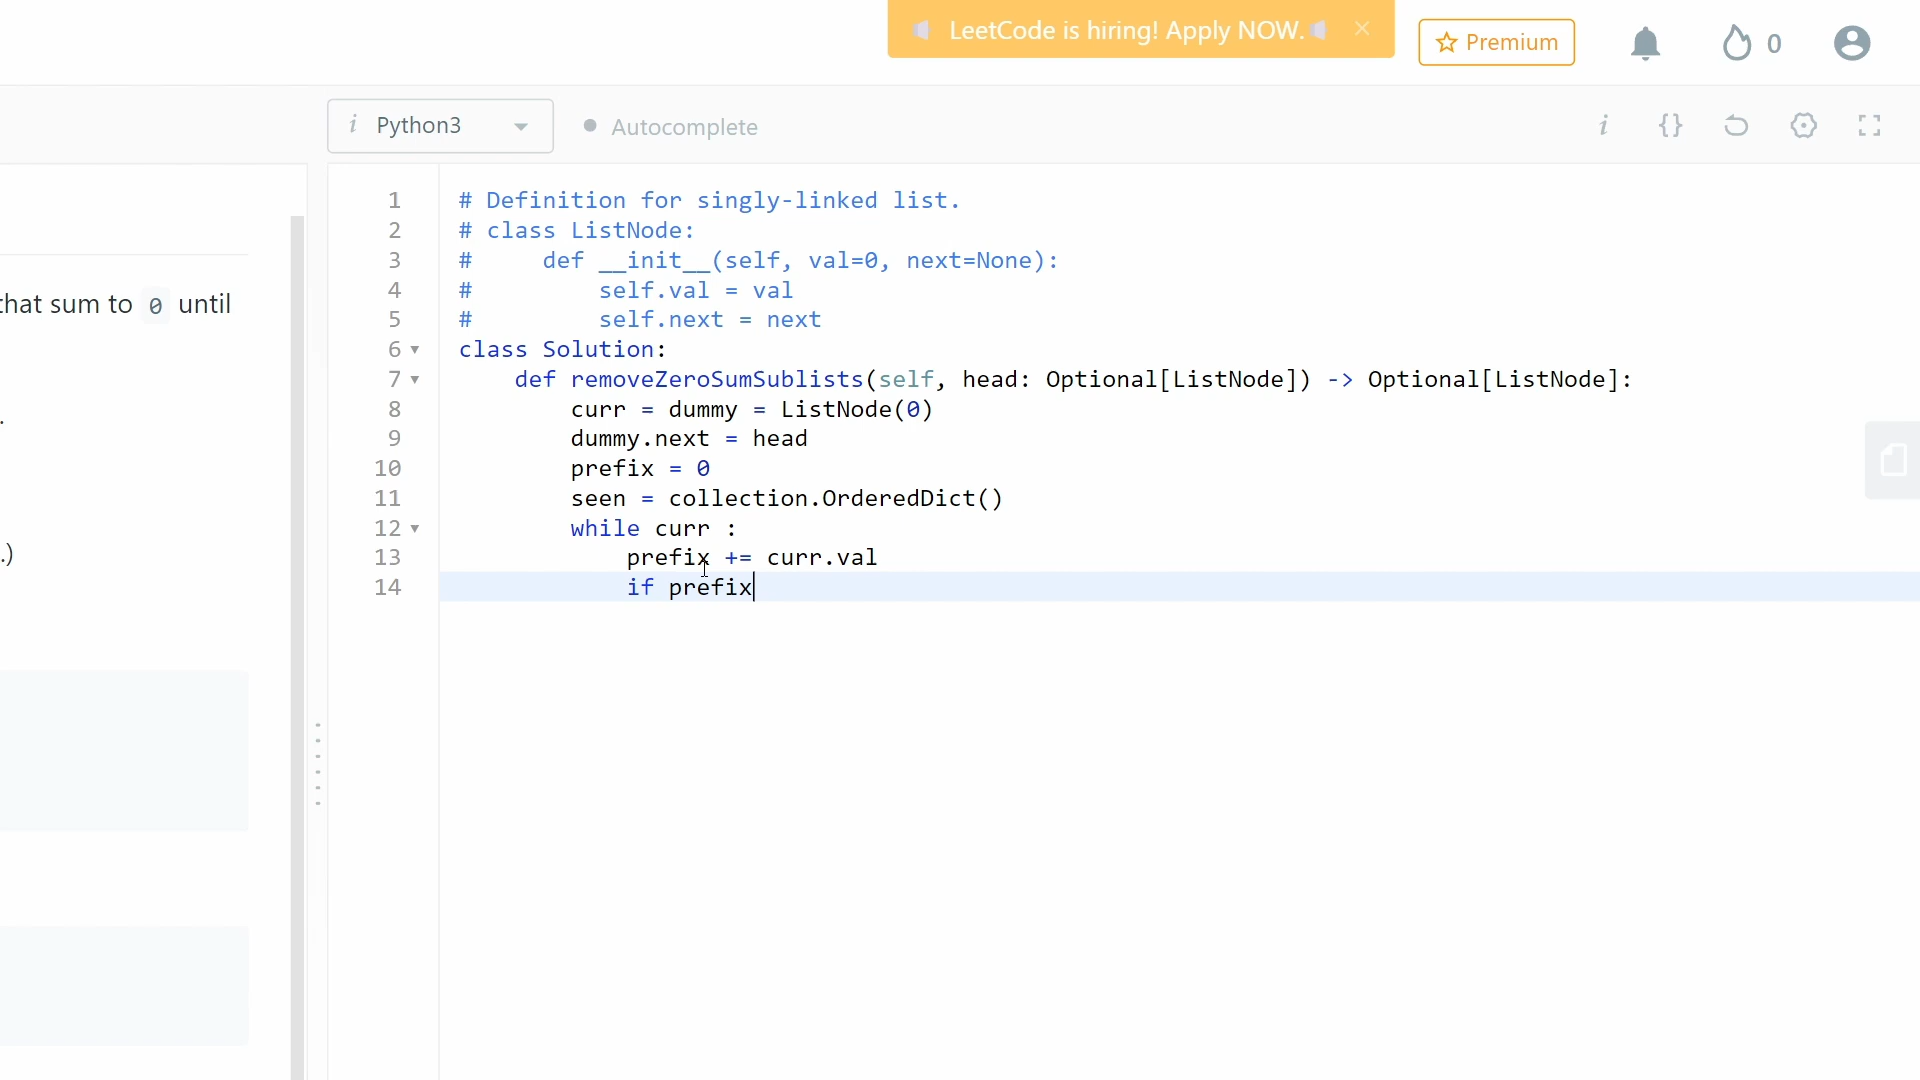 LeetCode is hiring! Apply NOW.
Premium
0
i Python3
Autocomplete
i {}
that sum to 0 until
.
.)
1 # Definition for singly-linked list.
2 # class ListNode:
3 #     def __init__(self, val=0, next=None):
4 #         self.val = val
5 #         self.next = next
6 class Solution:
7     def removeZeroSumSublists(self, head: Optional[ListNode]) -> Optional[ListNode]:
8         curr = dummy = ListNode(0)
9         dummy.next = head
10         prefix = 0
11         seen = collection.OrderedDict()
12         while curr :
13             prefix += curr.val
14             if prefix